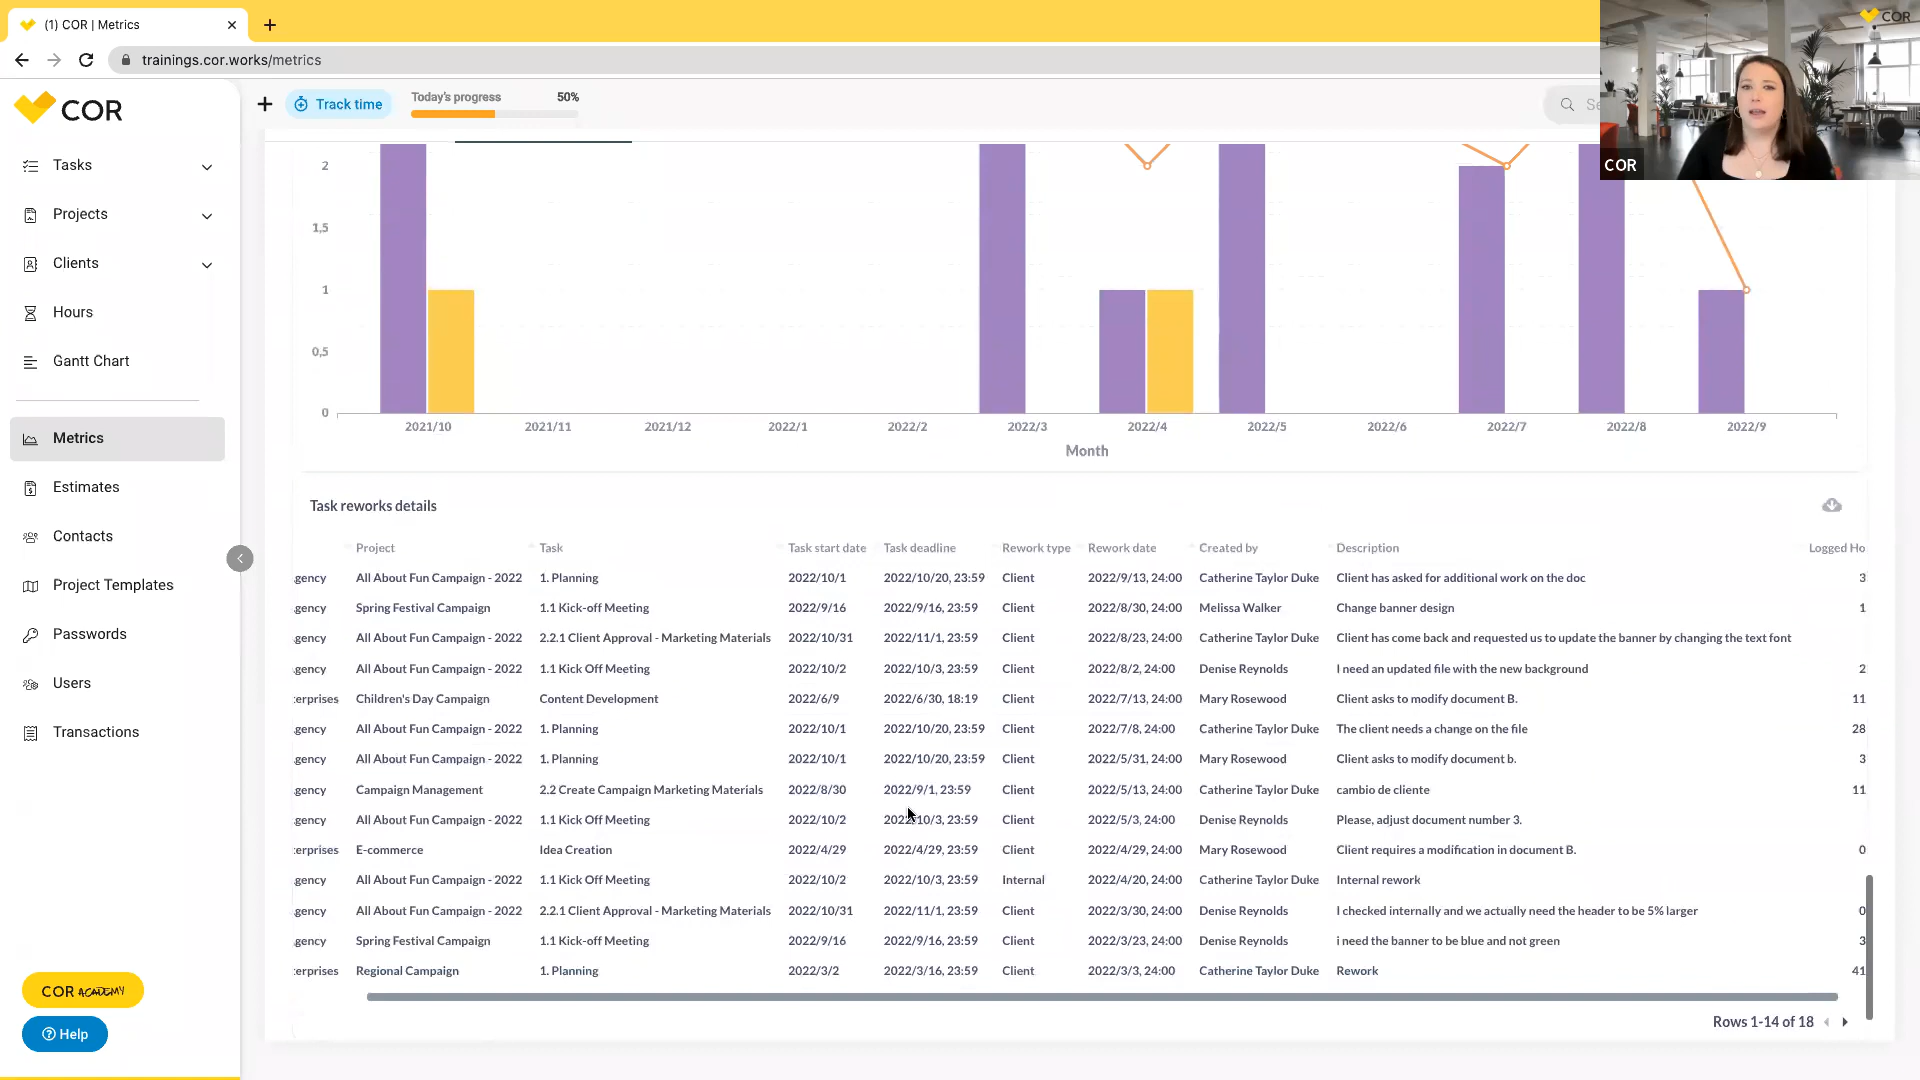 (1) COR | Metrics
trainings.cor.works/metrics
COR
COR
COR
Track time
Today's progress 50%
Tasks
Projects
Clients
Hours
Gantt Chart
Metrics
Estimates
Contacts
Project Templates
Passwords
Users
Transactions
COR ACADEMY
Help
2
1,5
1
0,5
0
2021/10 2021/11 2021/12 2022/1 2022/2 2022/3 2022/4 2022/5 2022/6 2022/7 2022/8 2022/9
Month
Task reworks details
Project Task Task start date Task deadline Rework type Rework date Created by Description Logged Ho
gency All About Fun Campaign - 2022 1. Planning 2022/10/1 2022/10/20, 23:59 Client 2022/9/13, 24:00 Catherine Taylor Duke Client has asked for additional work on the doc 3
gency Spring Festival Campaign 1.1 Kick-off Meeting 2022/9/16 2022/9/16, 23:59 Client 2022/8/30, 24:00 Melissa Walker Change banner design 1
gency All About Fun Campaign - 2022 2.2.1 Client Approval - Marketing Materials 2022/10/31 2022/11/1, 23:59 Client 2022/8/23, 24:00 Catherine Taylor Duke Client has come back and requested us to update the banner by changing the text font
gency All About Fun Campaign - 2022 1.1 Kick Off Meeting 2022/10/2 2022/10/3, 23:59 Client 2022/8/2, 24:00 Denise Reynolds I need an updated file with the new background 2
erprises Children's Day Campaign Content Development 2022/6/9 2022/6/30, 18:19 Client 2022/7/13, 24:00 Mary Rosewood Client asks to modify document B. 11
gency All About Fun Campaign - 2022 1. Planning 2022/10/1 2022/10/20, 23:59 Client 2022/7/8, 24:00 Catherine Taylor Duke The client needs a change on the file 28
gency All About Fun Campaign - 2022 1. Planning 2022/10/1 2022/10/20, 23:59 Client 2022/5/31, 24:00 Mary Rosewood Client asks to modify document b. 3
gency Campaign Management 2.2 Create Campaign Marketing Materials 2022/8/30 2022/9/1, 23:59 Client 2022/5/13, 24:00 Catherine Taylor Duke cambio de cliente 11
gency All About Fun Campaign - 2022 1.1 Kick Off Meeting 2022/10/2 2022/10/3, 23:59 Client 2022/5/3, 24:00 Denise Reynolds Please, adjust document number 3.
erprises E-commerce Idea Creation 2022/4/29 2022/4/29, 23:59 Client 2022/4/29, 24:00 Mary Rosewood Client requires a modification in document B. 0
gency All About Fun Campaign - 2022 1.1 Kick Off Meeting 2022/10/2 2022/10/3, 23:59 Internal 2022/4/20, 24:00 Catherine Taylor Duke Internal rework
gency All About Fun Campaign - 2022 2.2.1 Client Approval - Marketing Materials 2022/10/31 2022/11/1, 23:59 Client 2022/3/30, 24:00 Denise Reynolds I checked internally and we actually need the header to be 5% larger 0
gency Spring Festival Campaign 1.1 Kick-off Meeting 2022/9/16 2022/9/16, 23:59 Client 2022/3/23, 24:00 Denise Reynolds i need the banner to be blue and not green 3
erprises Regional Campaign 1. Planning 2022/3/2 2022/3/16, 23:59 Client 2022/3/3, 24:00 Catherine Taylor Duke Rework 41
Rows 1-14 of 18